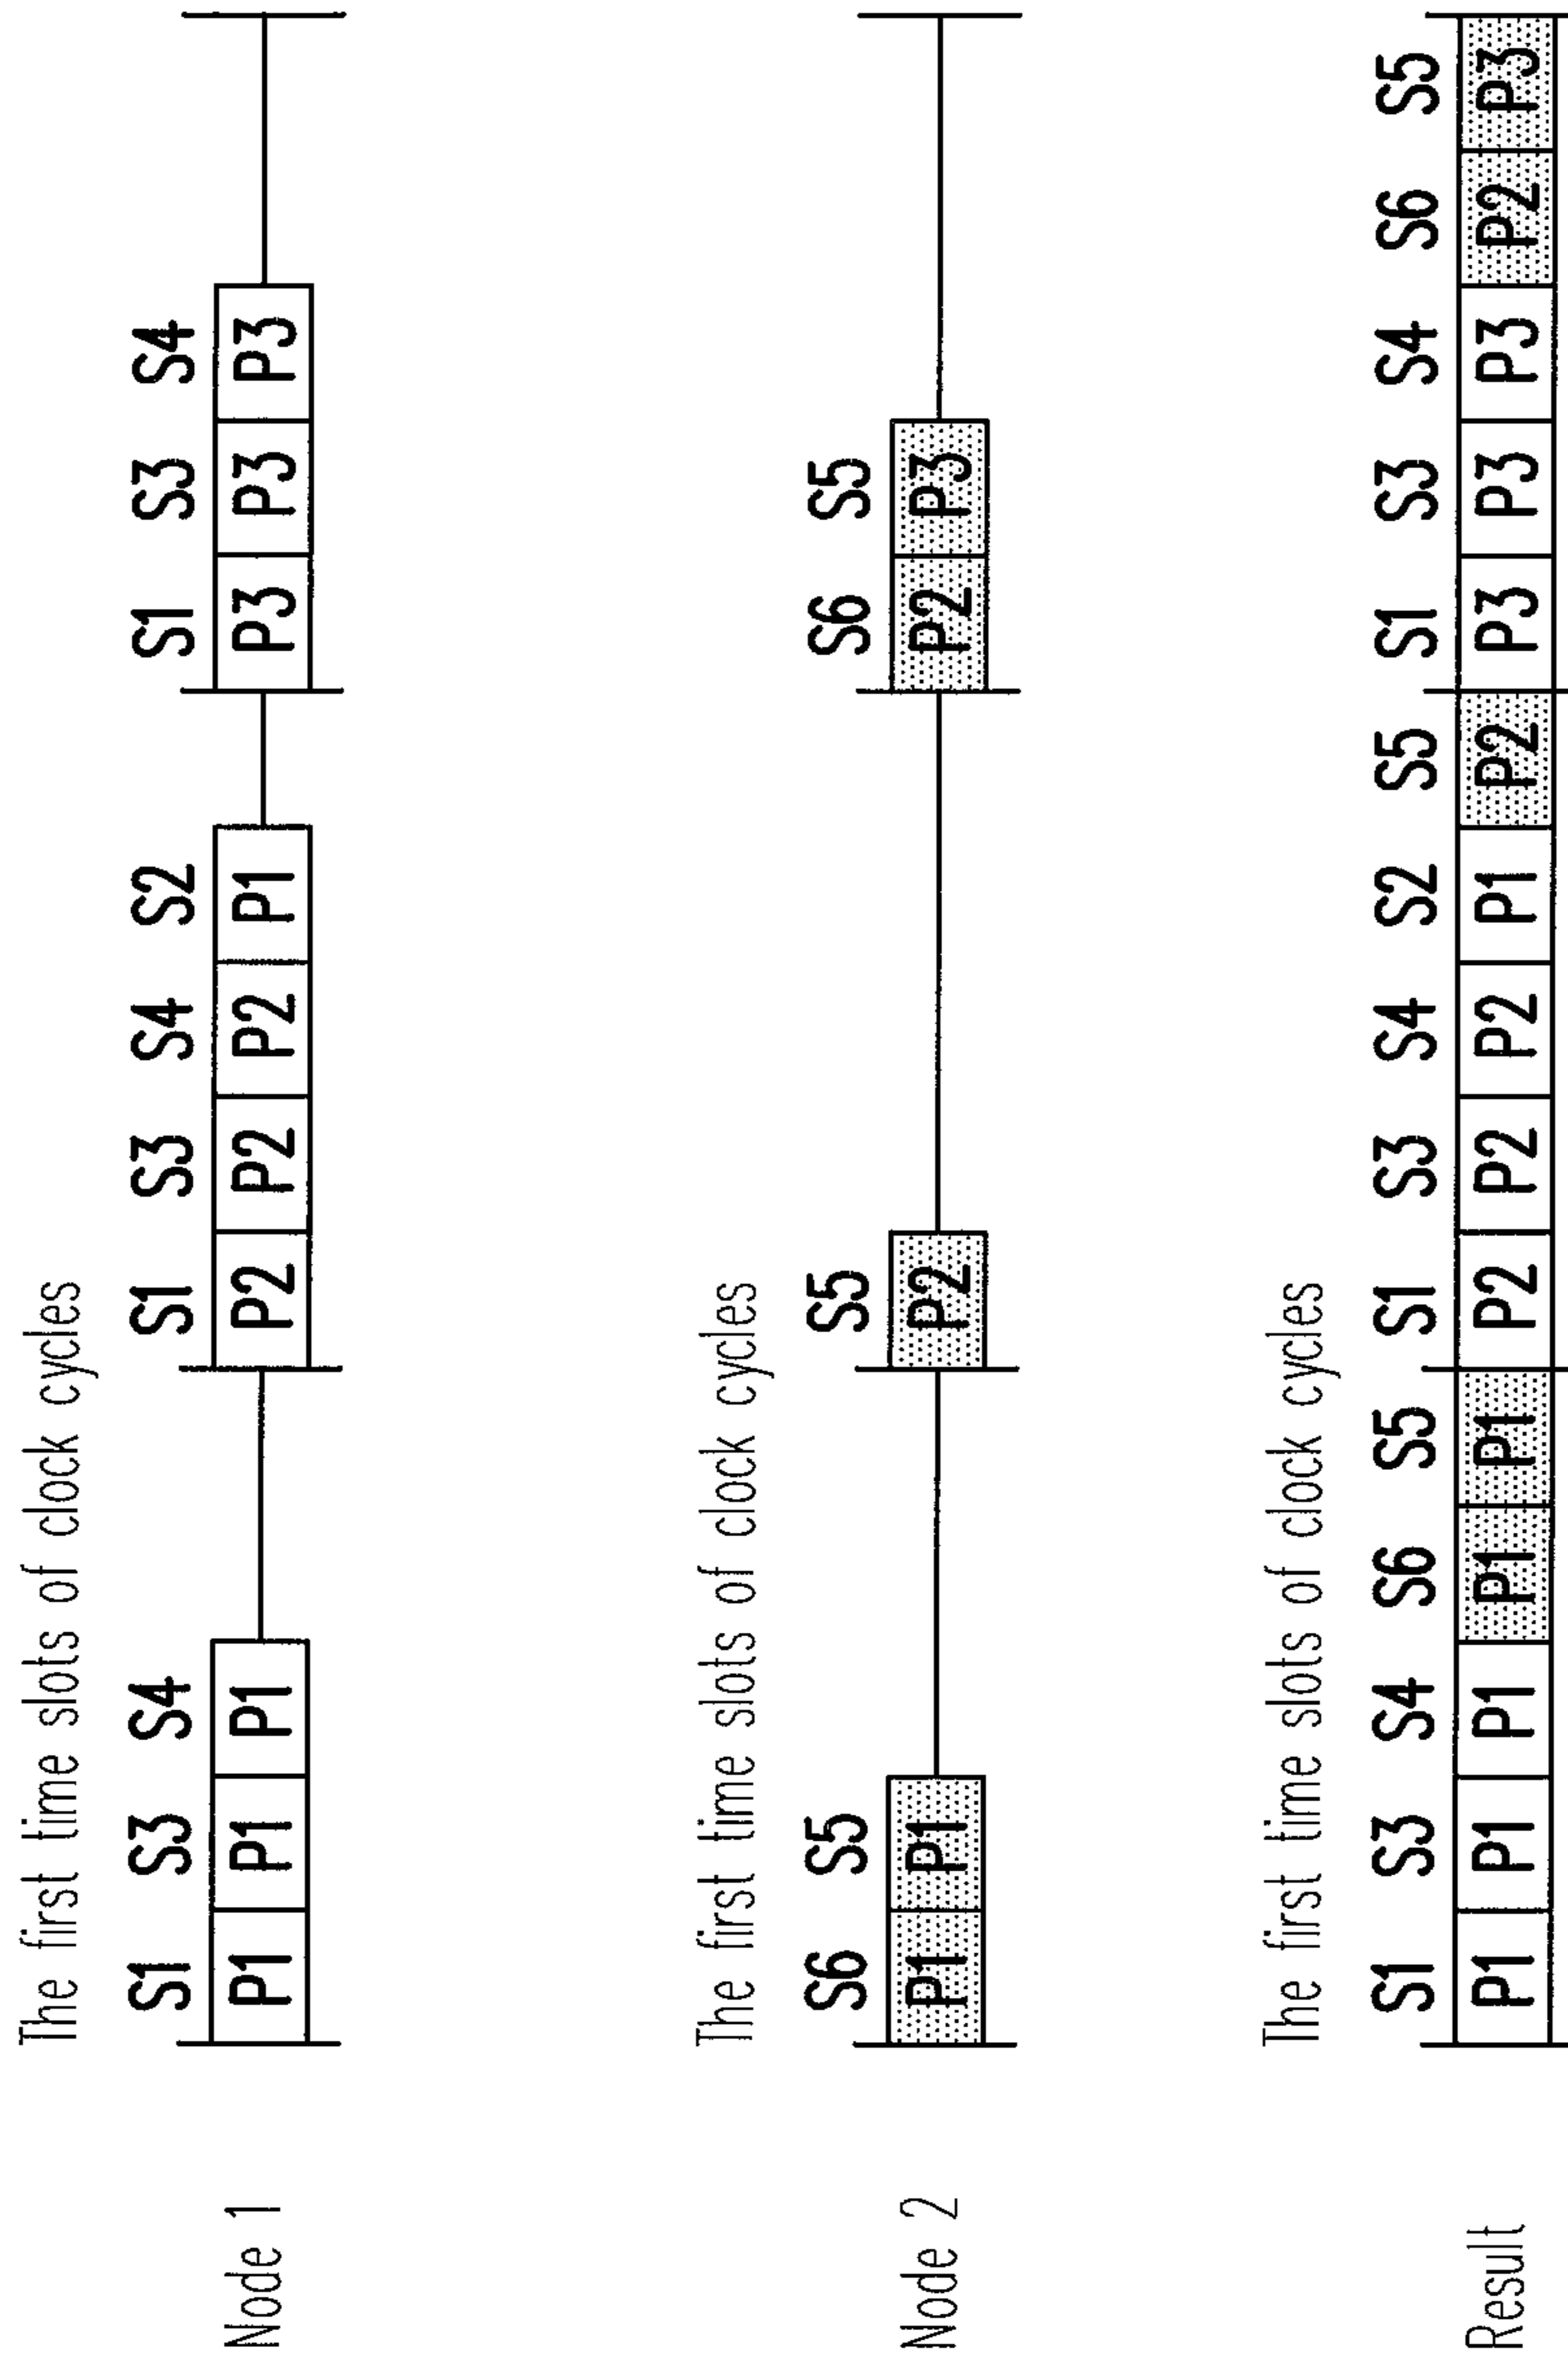 The first time slots of clock cycles
S1 S3 S4 S1 S3 S4 S2 S1 S3 S4
Node 1 P1 P1 P1 P2 P2 P2 P1 P3 P3 P3
The first time slots of clock cycles
S6 S5 S5 S6 S5
Node 2 P1 P1 P2 P2 P3
The first time slots of clock cycles
S1 S3 S4 S6 S5 S1 S3 S4 S2 S5 S1 S3 S4 S6 S5
Result P1 P1 P1 P1 P1 P2 P2 P2 P1 P2 P3 P3 P3 P2 P3